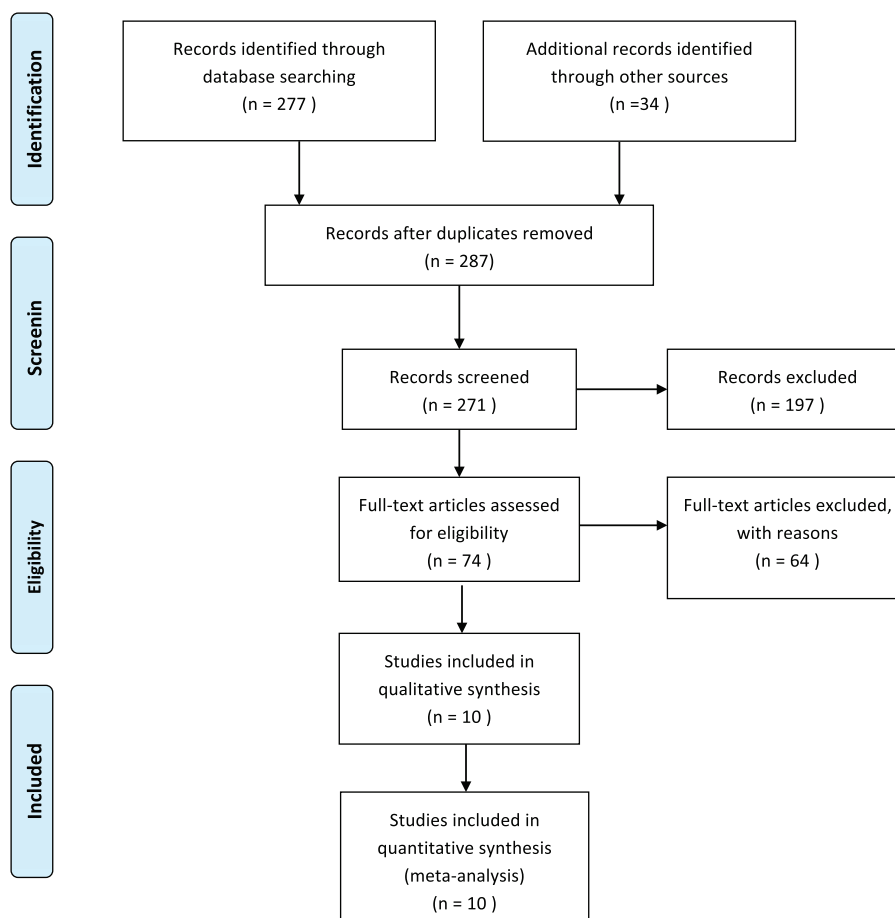 Identification
Records identified through
database searching
(n = 277 )
Additional records identified
through other sources
(n =34 )
Records after duplicates removed
(n = 287)
Screenin
Records screened
(n = 271 )
Records excluded
(n = 197 )
Eligibility
Full-text articles assessed
for eligibility
(n = 74 )
Full-text articles excluded,
with reasons
(n = 64 )
Studies included in
qualitative synthesis
(n = 10 )
Included
Studies included in
quantitative synthesis
(meta-analysis)
(n = 10 )